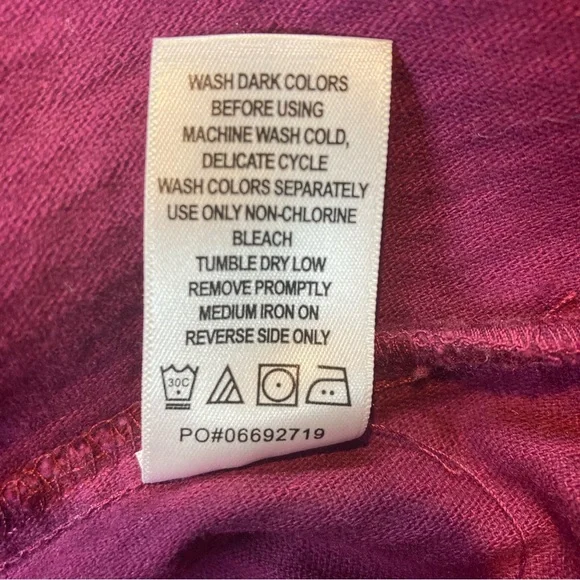 WASH DARK COLORS
BEFORE USING
MACHINE WASH COLD,
DELICATE CYCLE
WASH COLORS SEPARATELY
USE ONLY NON-CHLORINE
BLEACH
TUMBLE DRY LOW
REMOVE PROMPTLY
MEDIUM IRON ON
REVERSE SIDE ONLY
30C
PO#06692719